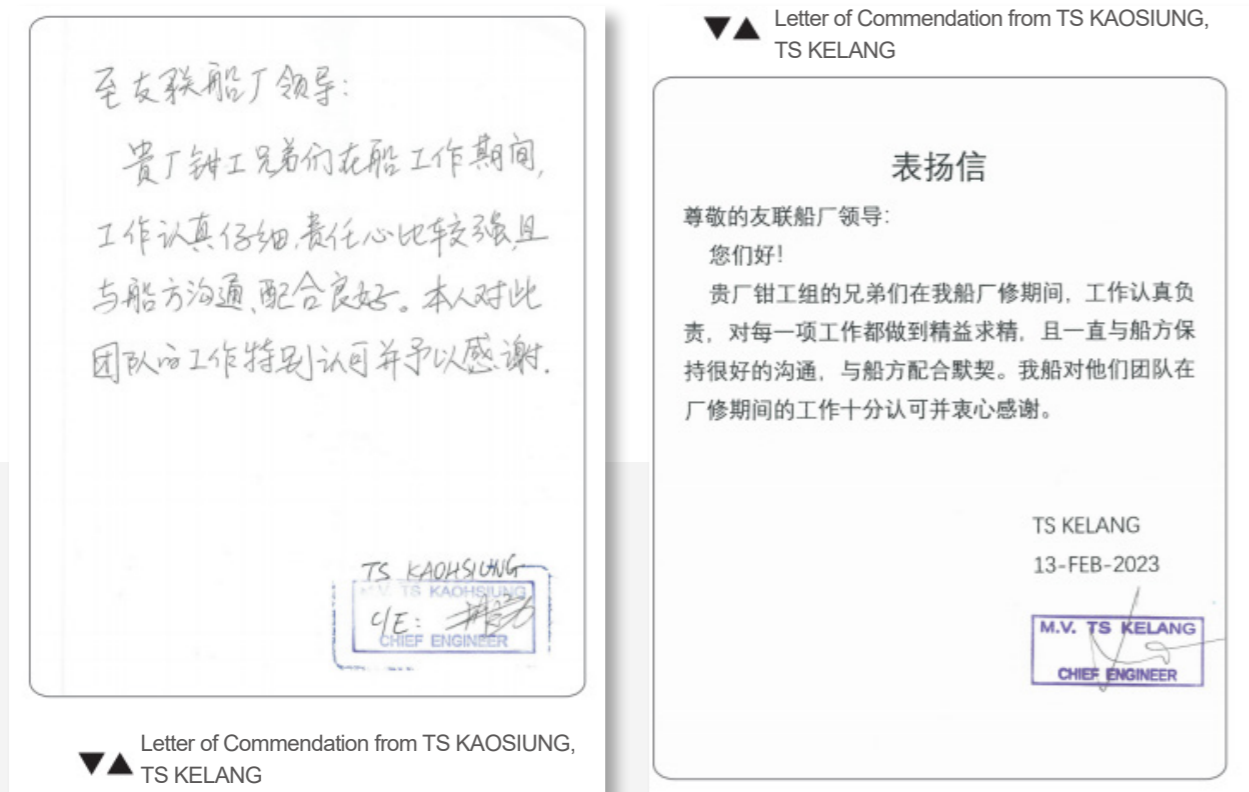 至友联船厂领导:
贵厂钳工兄弟们在船工作期间,
工作认真仔细,责任心比较强,且
与船方沟通、配合良好。本人对此
团队的工作特别认可并予以感谢.
TS KAOHSIUNG
M.V. TS KAOHSIUNG
C/E:
CHIEF ENGINEER
▼▲ Letter of Commendation from TS KAOSIUNG,
TS KELANG
▼▲ Letter of Commendation from TS KAOSIUNG,
TS KELANG
表扬信
尊敬的友联船厂领导:
您们好!
贵厂钳工组的兄弟们在我船厂修期间，工作认真负
责，对每一项工作都做到精益求精，且一直与船方保
持很好的沟通，与船方配合默契。我船对他们团队在
厂修期间的工作十分认可并衷心感谢。
TS KELANG
13-FEB-2023
M.V. TS KELANG
CHIEF ENGINEER